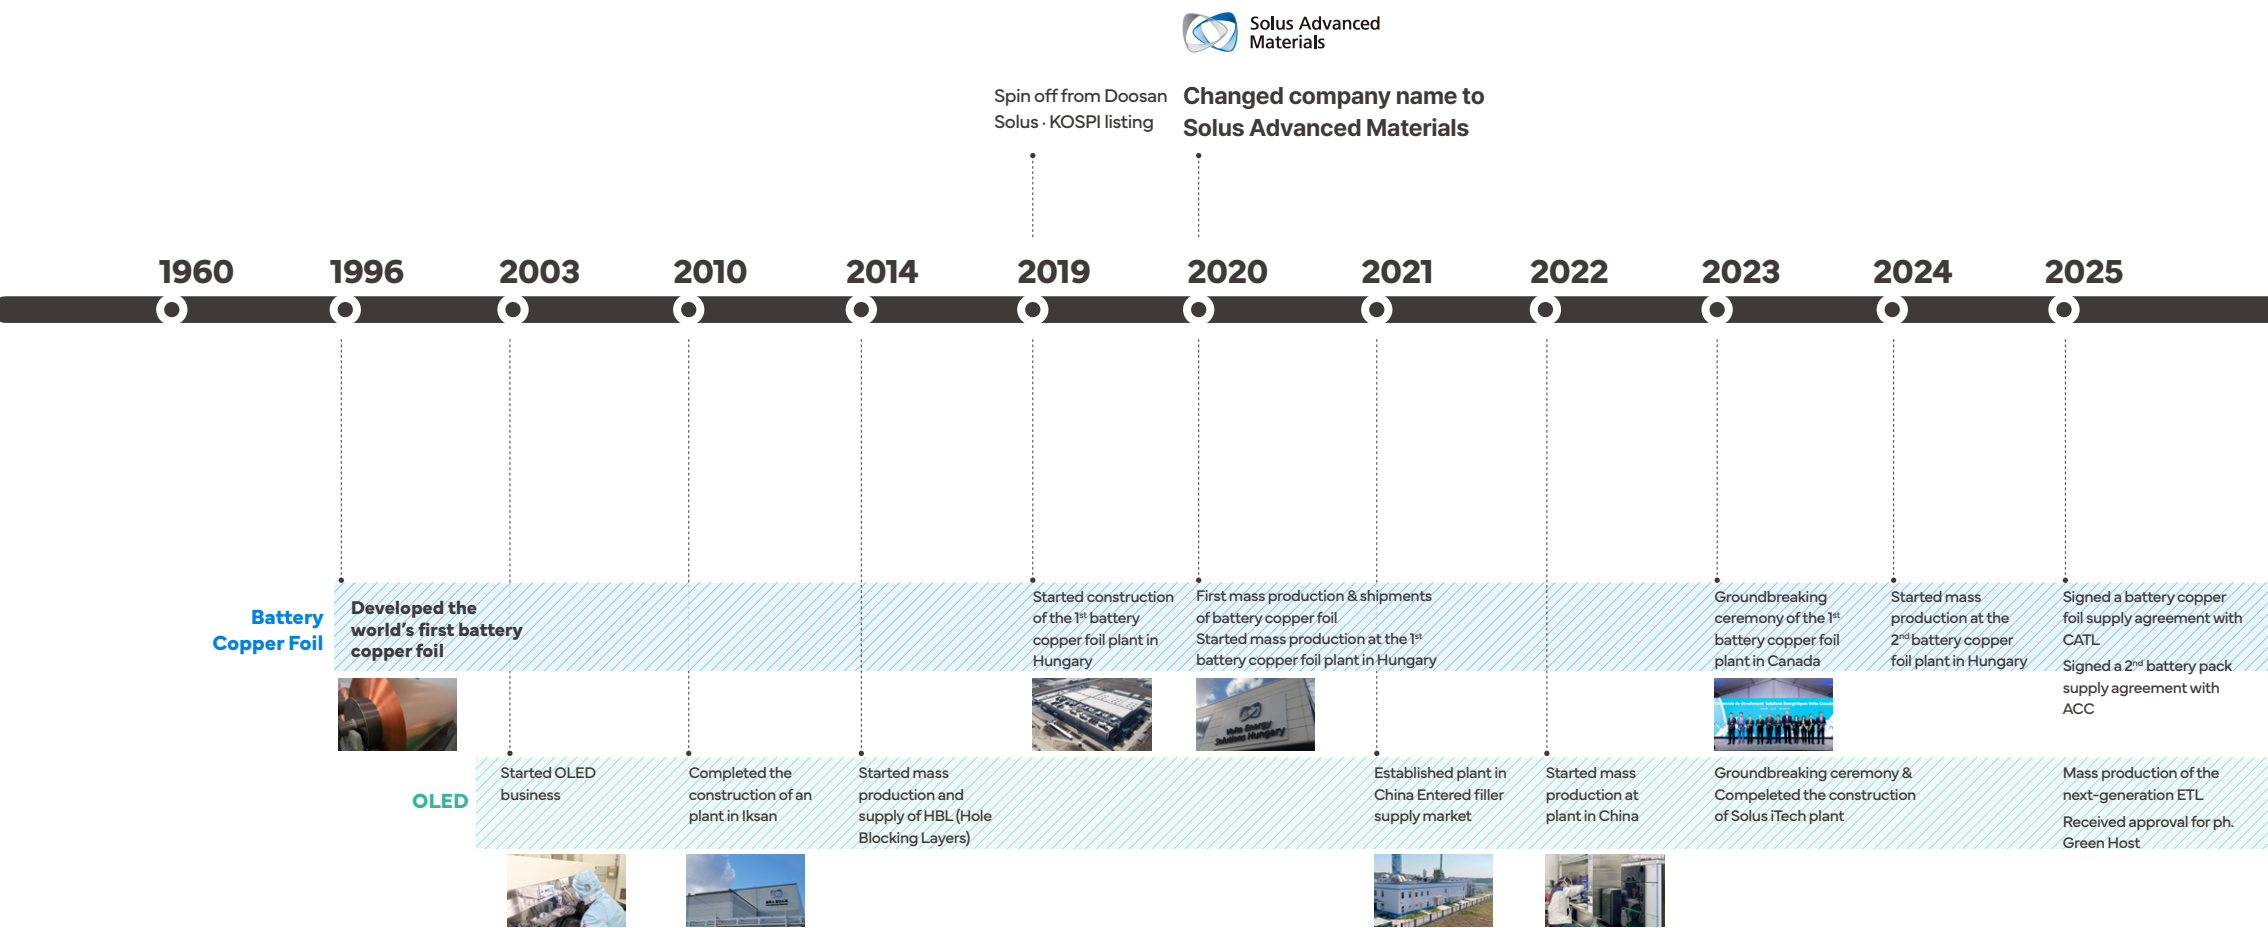 Solus Advanced
Materials
Spin off from Doosan
Solus · KOSPI listing
Changed company name to
Solus Advanced Materials
1960
1996
2003
2010
2014
2019
2020
2021
2022
2023
2024
2025
Battery
Copper Foil
Developed the
world's first battery
copper foil
Started construction
of the 1st battery
copper foil plant in
Hungary
First mass production & shipments
of battery copper foil
Started mass production at the 1st
battery copper foil plant in Hungary
Groundbreaking
ceremony of the 1st
battery copper foil
plant in Canada
Started mass
production at the
2nd battery copper
foil plant in Hungary
Signed a battery copper
foil supply agreement with
CATL
Signed a 2nd battery pack
supply agreement with
ACC
Volta Energy
Solutions Hungary
OLED
Started OLED
business
Completed the
construction of an
plant in Iksan
Started mass
production and
supply of HBL (Hole
Blocking Layers)
Established plant in
China Entered filler
supply market
Started mass
production at
plant in China
Groundbreaking ceremony &
Compeleted the construction
of Solus iTech plant
Mass production of the
next-generation ETL
Received approval for ph.
Green Host